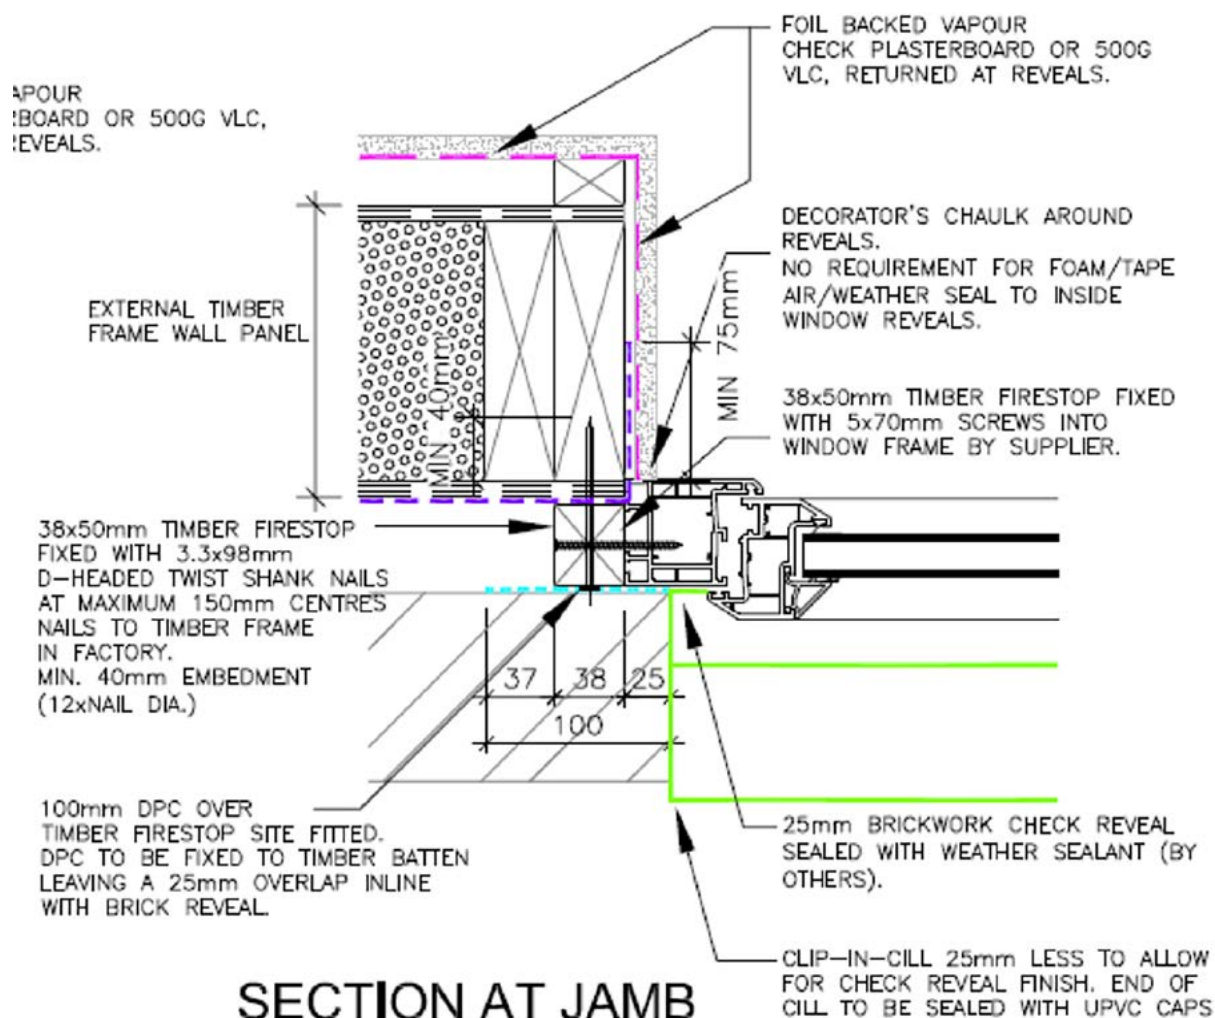 FOIL BACKED VAPOUR
CHECK PLASTERBOARD OR 500G
VLC, RETURNED AT REVEALS.
APOUR
RBOARD OR 500G VLC,
REVEALS.
DECORATOR'S CHAULK AROUND
REVEALS.
NO REQUIREMENT FOR FOAM/TAPE
AIR/WEATHER SEAL TO INSIDE
WINDOW REVEALS.
EXTERNAL TIMBER
FRAME WALL PANEL
MIN 40mm
MIN 75mm
38x50mm TIMBER FIRESTOP FIXED
WITH 5x70mm SCREWS INTO
WINDOW FRAME BY SUPPLIER.
38x50mm TIMBER FIRESTOP
FIXED WITH 3.3x98mm
D-HEADED TWIST SHANK NAILS
AT MAXIMUM 150mm CENTRES
NAILS TO TIMBER FRAME
IN FACTORY.
MIN. 40mm EMBEDMENT
(12xNAIL DIA.)
37 38 25
100
100mm DPC OVER
TIMBER FIRESTOP SITE FITTED.
DPC TO BE FIXED TO TIMBER BATTEN
LEAVING A 25mm OVERLAP INLINE
WITH BRICK REVEAL.
25mm BRICKWORK CHECK REVEAL
SEALED WITH WEATHER SEALANT (BY
OTHERS).
CLIP-IN-CILL 25mm LESS TO ALLOW
FOR CHECK REVEAL FINISH. END OF
CILL TO BE SEALED WITH UPVC CAPS
SECTION AT JAMB